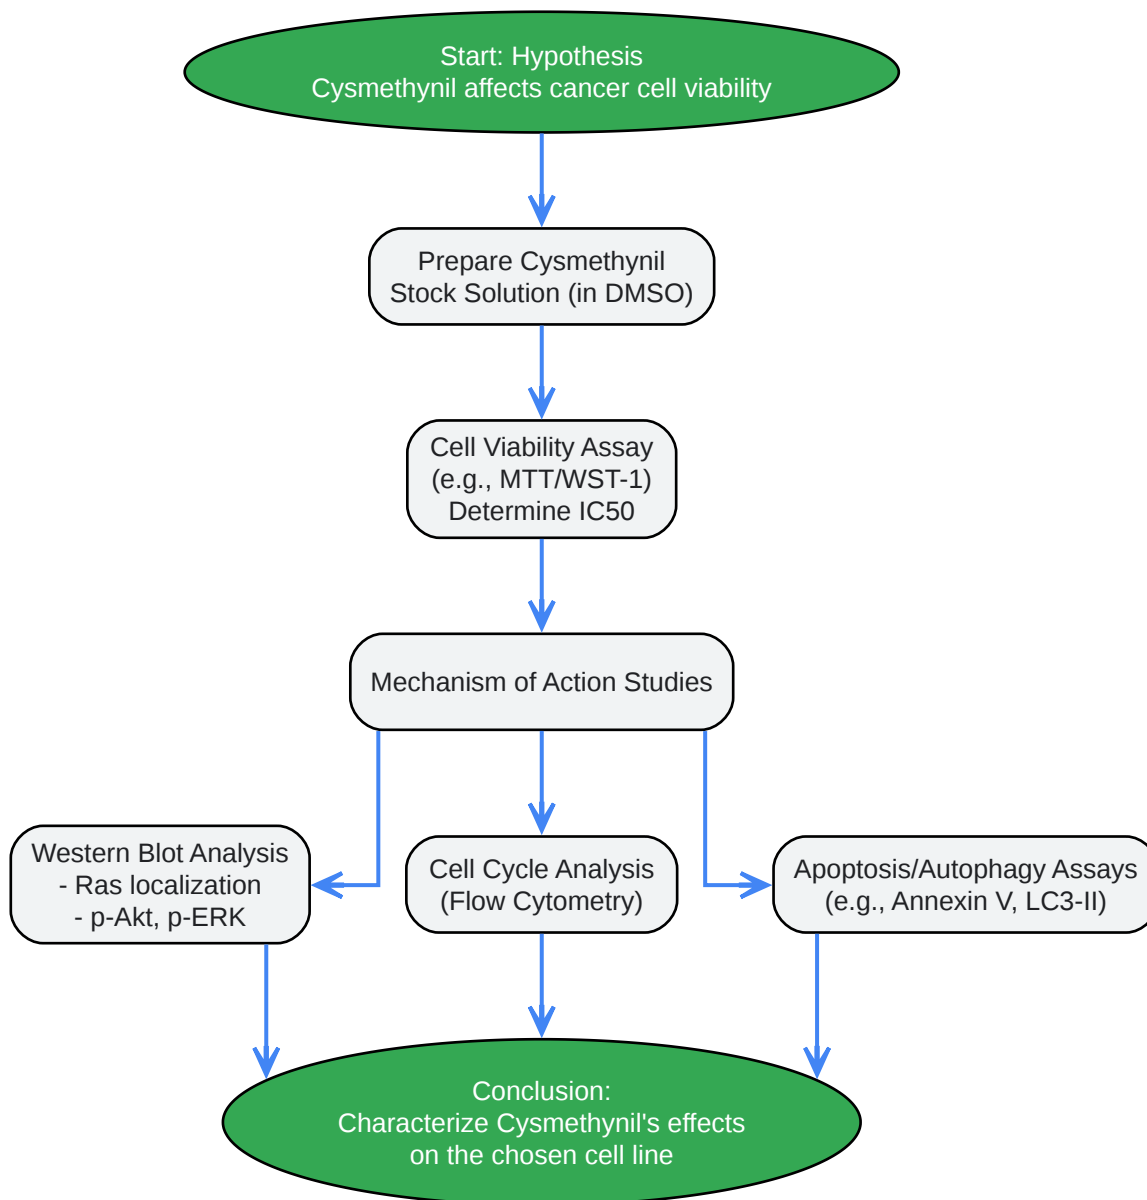 Start: Hypothesis
Cysmethynil affects cancer cell viability
Prepare Cysmethynil
Stock Solution (in DMSO)
Cell Viability Assay
(e.g., MTT/WST-1)
Determine IC50
Mechanism of Action Studies
Western Blot Analysis
- Ras localization
- p-Akt, p-ERK
Cell Cycle Analysis
(Flow Cytometry)
Apoptosis/Autophagy Assays
(e.g., Annexin V, LC3-II)
Conclusion:
Characterize Cysmethynil's effects
on the chosen cell line